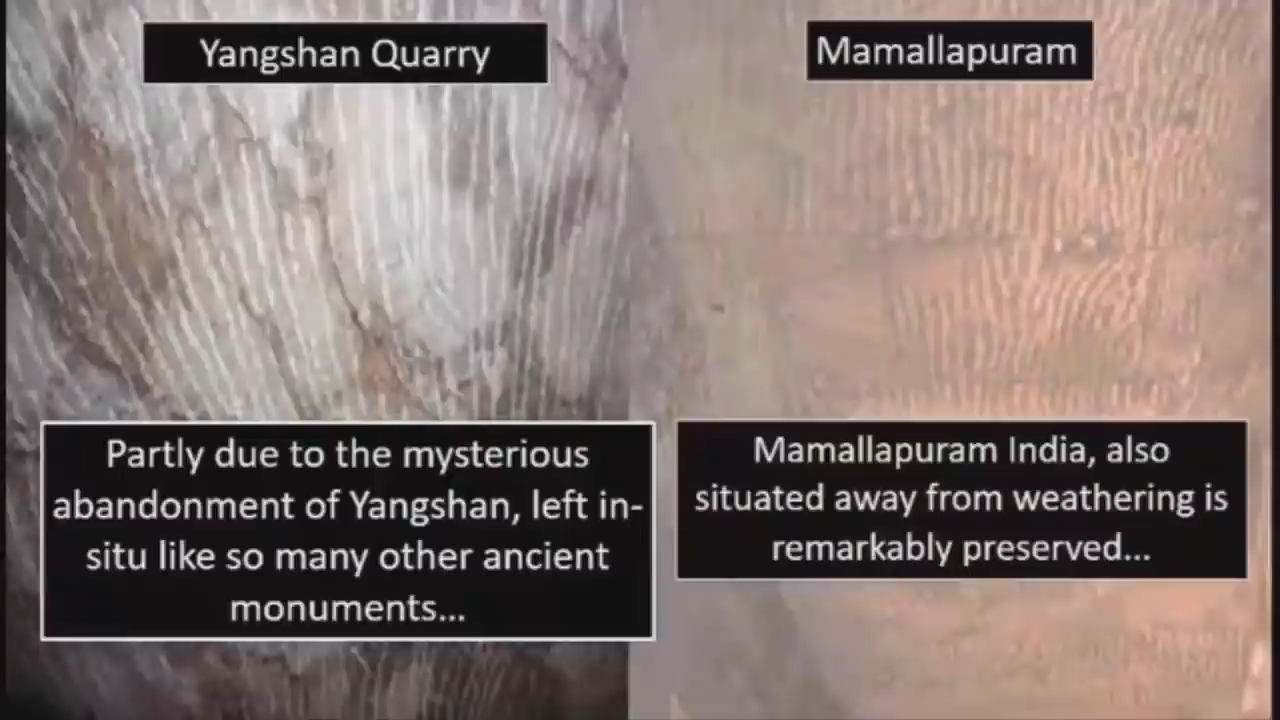 Yangshan Quarry
Mamallapuram
Partly due to the mysterious
abandonment of Yangshan, left in-
situ like so many other ancient
monuments...
Mamallapuram India, also
situated away from weathering is
remarkably preserved...